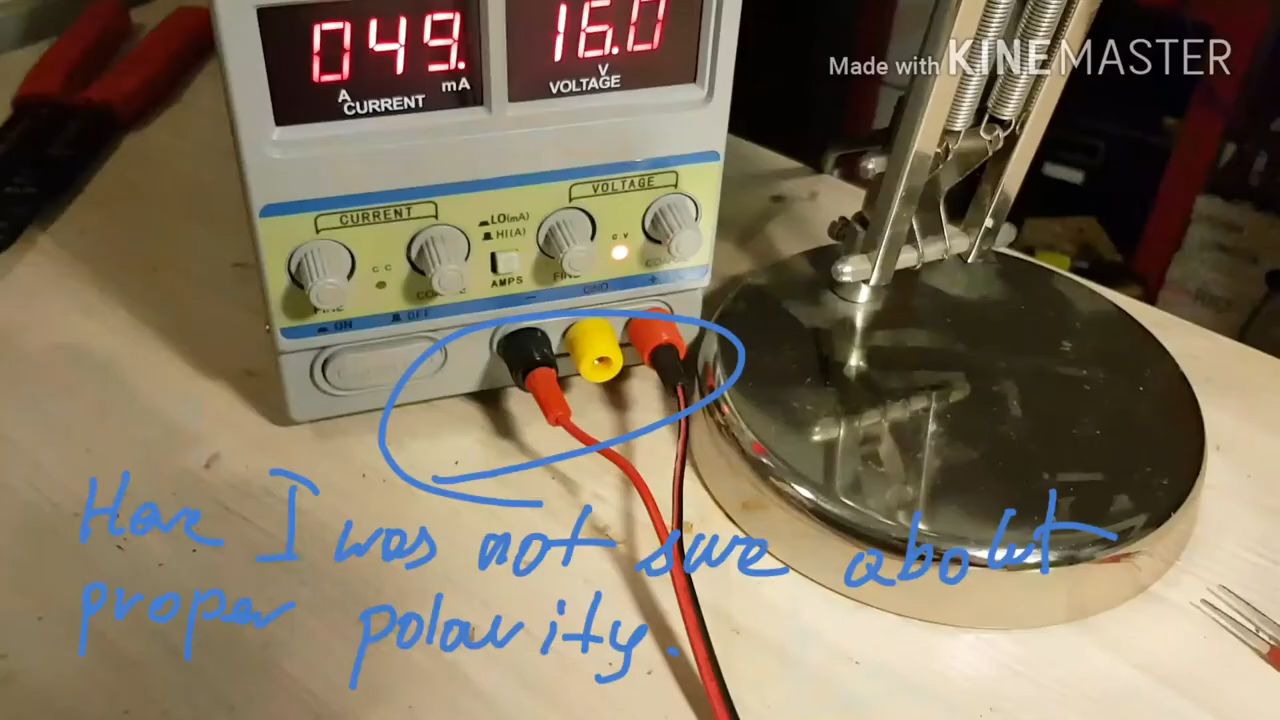 049.
16.0
A
mA
CURRENT
V
VOLTAGE
Made with KINEMASTER
CURRENT
LO(mA)
HI(A)
VOLTAGE
C.C
C.V
AMPS
FINE
ON
OFF
GND
+
Here I was not sure about
proper polarity.